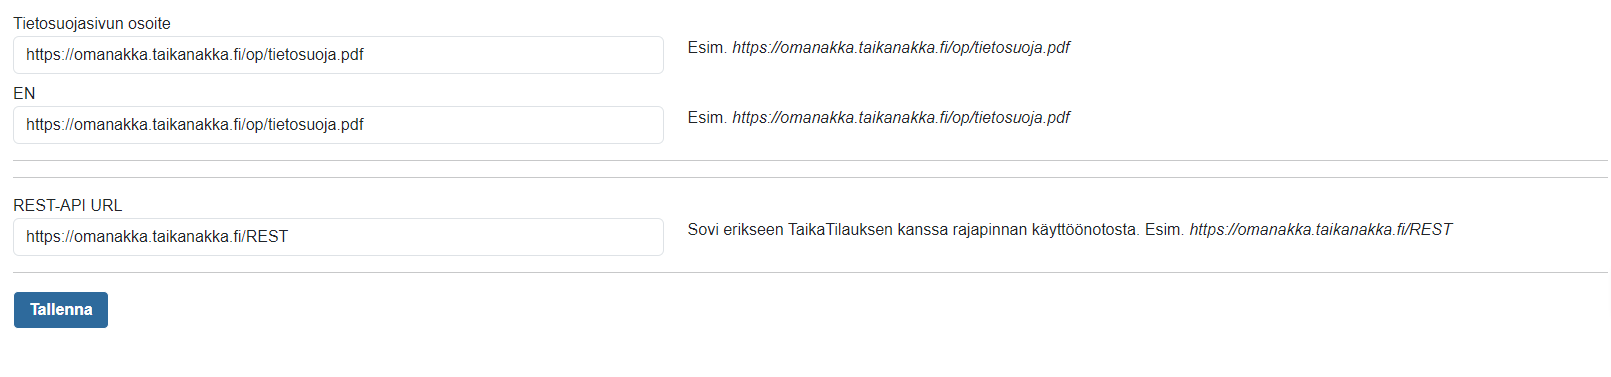 Tietosuojasivun osoite
https://omanakka.taikanakka.fi/op/tietosuoja.pdf
Esim. https://omanakka.taikanakka.fi/op/tietosuoja.pdf
EN
https://omanakka.taikanakka.fi/op/tietosuoja.pdf
Esim. https://omanakka.taikanakka.fi/op/tietosuoja.pdf
REST-API URL
https://omanakka.taikanakka.fi/REST
Sovi erikseen TaikaTilauksen kanssa rajapinnan käyttöönotosta. Esim. https://omanakka.taikanakka.fi/REST
Tallenna